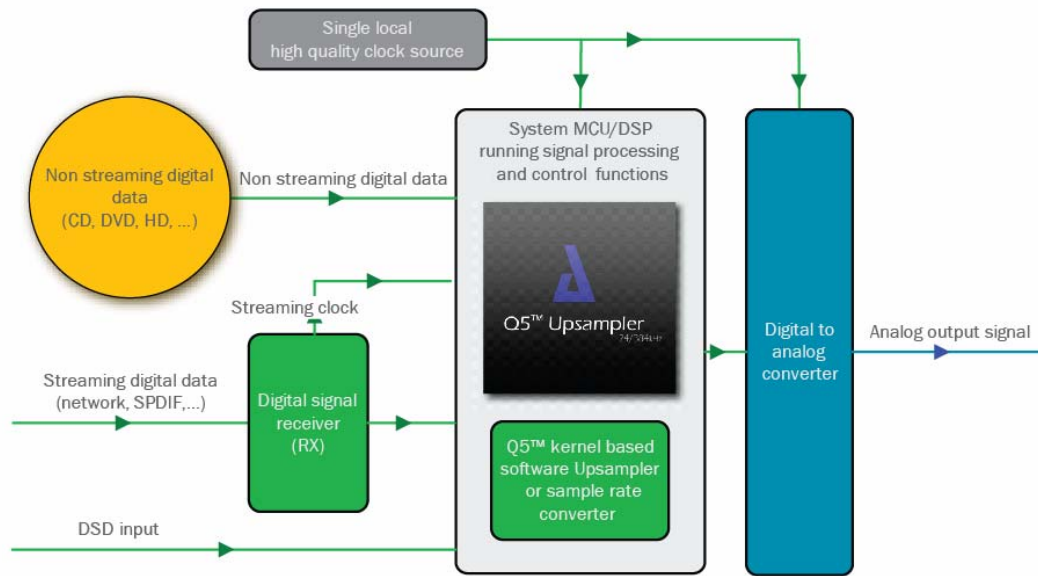 Single local
high quality clock source
System MCU/DSP
running signal processing
and control functions
Non streaming digital
data
(CD, DVD, HD, ...)
Non streaming digital data
Q5™ Upsampler
24/384kHz
Streaming clock
Digital to
analog
converter
Analog output signal
Streaming digital data
(network, SPDIF,...)
Digital signal
receiver
(RX)
Q5™ kernel based
software Upsampler
or sample rate
converter
DSD input